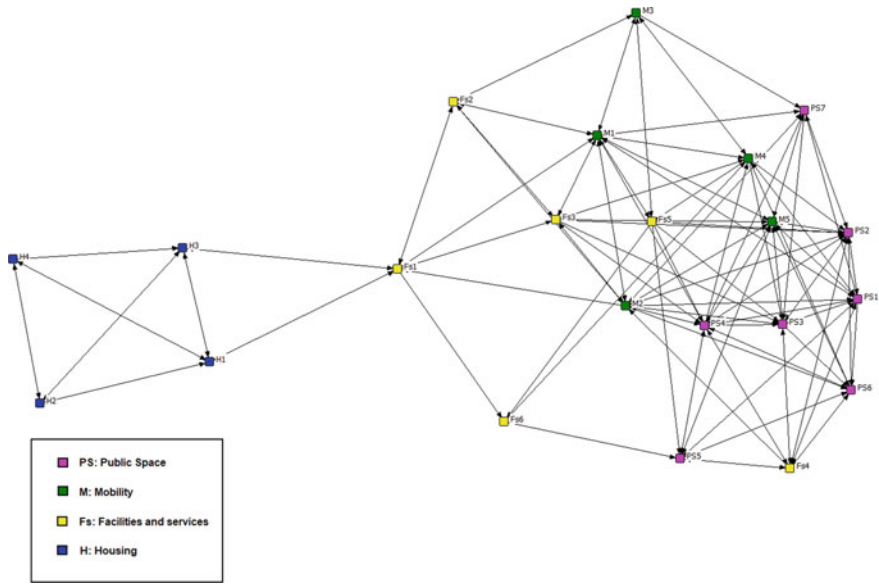 M3
Fs2
PS7
M1
M4
Fs3
Fs5
M5
PS2
H3
H4
Fs1
PS1
M2
PS4
PS3
H1
PS6
H2
Fs6
PS5
Fs4
PS: Public Space
M: Mobility
Fs: Facilities and services
H: Housing